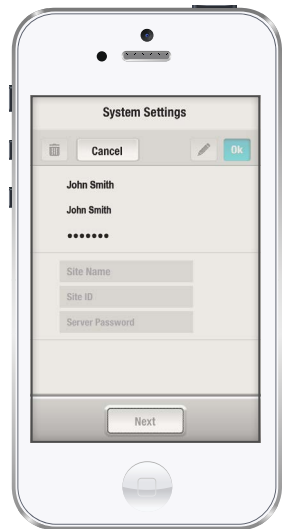 System Settings
Cancel Ok
John Smith
John Smith
•••••••
Site Name
Site ID
Server Password
Next